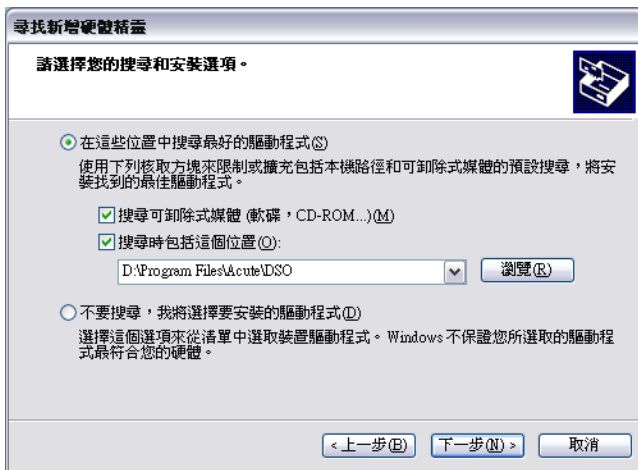 尋找新增硬體精靈
請選擇您的搜尋和安裝選項。
在這些位置中搜尋最好的驅動程式(S)
使用下列核取方塊來限制或擴充包括本機路徑和可卸除式媒體的預設搜尋，將安
裝找到的最佳驅動程式。
搜尋可卸除式媒體 (軟碟，CD-ROM...)(M)
搜尋時包括這個位置(O):
D:\Program Files\Acute\DSO
瀏覽(R)
不要搜尋，我將選擇要安裝的驅動程式(D)
選擇這個選項來從清單中選取裝置驅動程式。Windows 不保證您所選取的驅動程
式最符合您的硬體。
<上一步(B) 下一步(N)> 取消